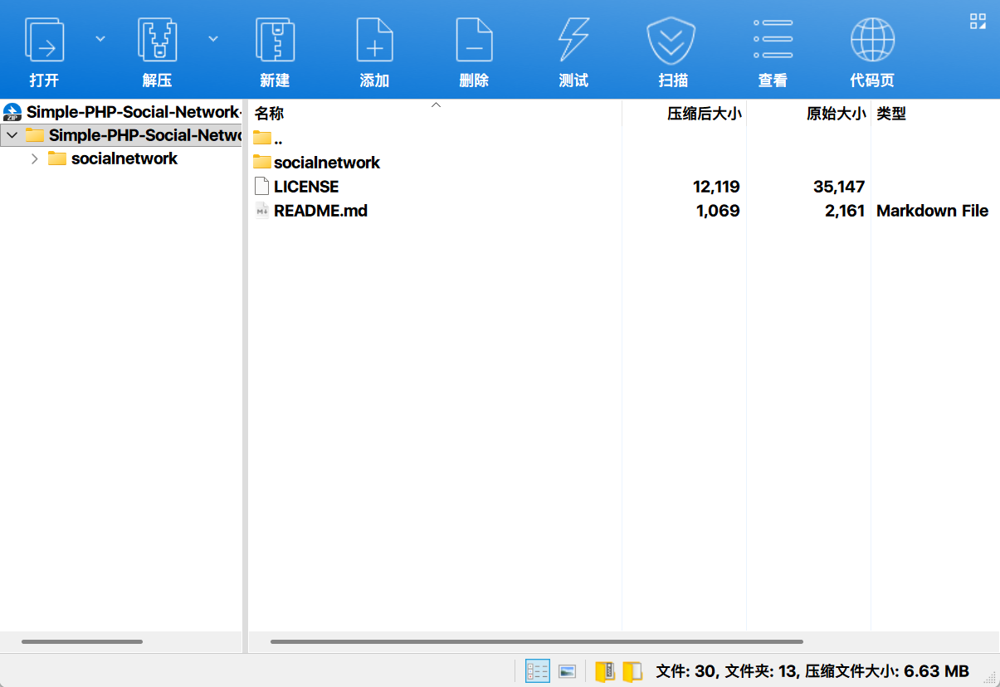 打开 解压 新建 添加 删除 测试 扫描 查看 代码页
ZIP Simple-PHP-Social-Network-
Simple-PHP-Social-Netwo
socialnetwork
名称 压缩后大小 原始大小 类型
..
socialnetwork
LICENSE 12,119 35,147
README.md 1,069 2,161 Markdown File
文件: 30, 文件夹: 13, 压缩文件大小: 6.63 MB